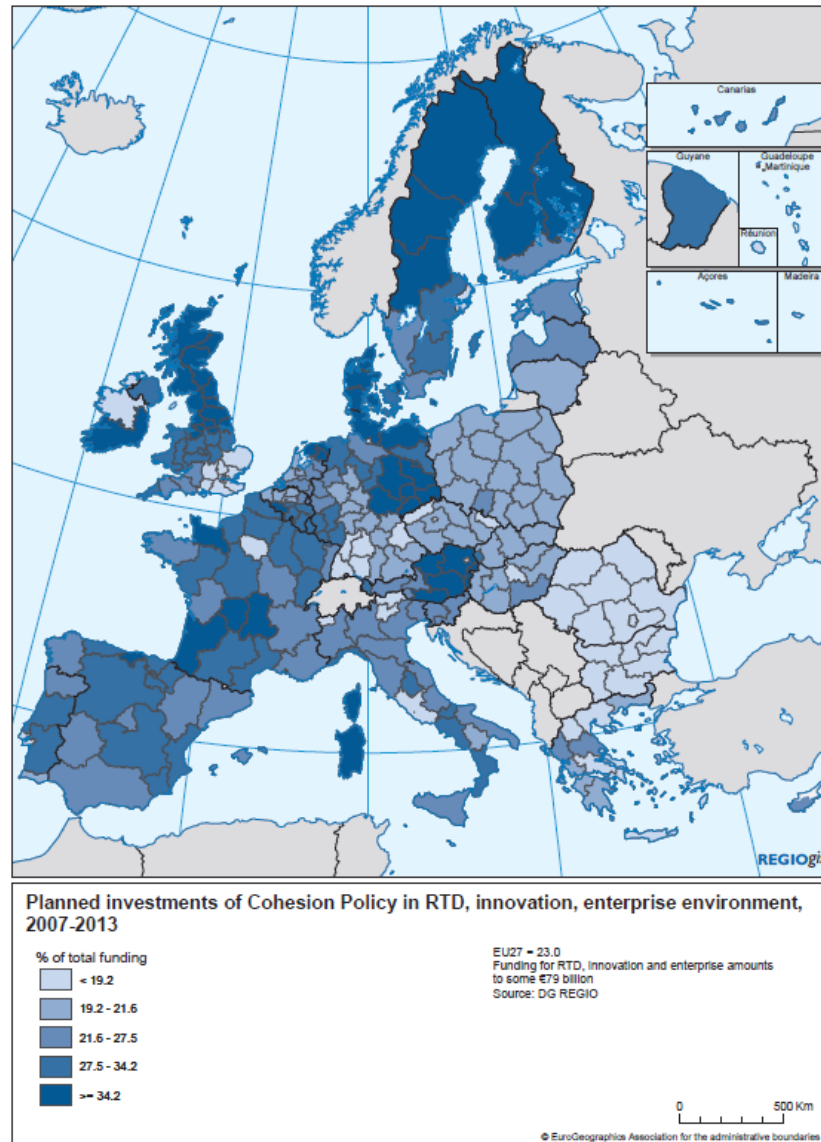 Canarias
Guyane
Guadeloupe
Martinique
Réunion
Açores
Madeira
REGIOgis
Planned investments of Cohesion Policy in RTD, innovation, enterprise environment,
2007-2013
% of total funding
< 19.2
19.2 - 21.6
21.6 - 27.5
27.5 - 34.2
>= 34.2
EU27 = 23.0
Funding for RTD, innovation and enterprise amounts
to some €79 billion
Source: DG REGIO
0 500 Km
© EuroGeographics Association for the administrative boundaries